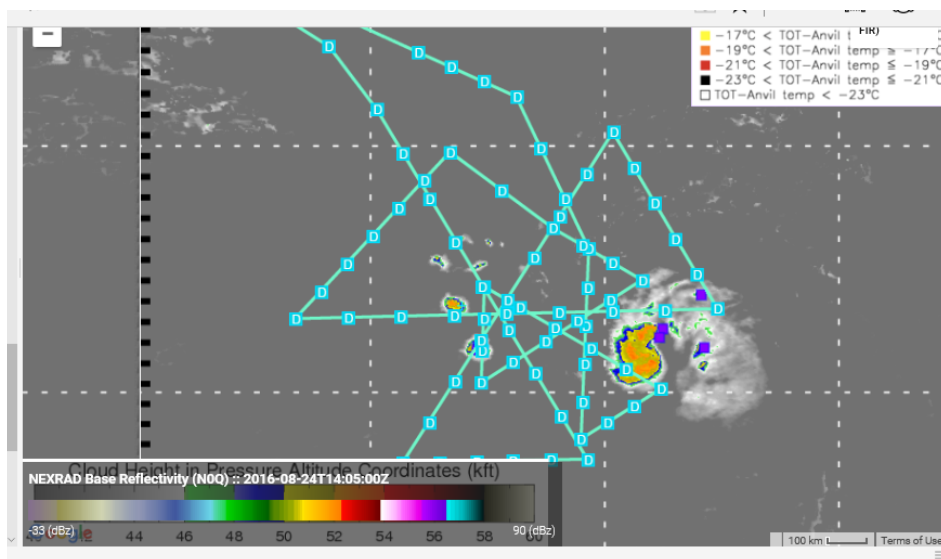 FIR)
-17°C < TOT-Anvil
-19°C < TOT-Anvil temp ≤ -17°C
-21°C < TOT-Anvil temp ≤ -19°C
-23°C < TOT-Anvil temp ≤ -21°C
TOT-Anvil temp < -23°C
D D D D D D D D D D D D D D D D D D D D D D D D D D D D D D D D D D D D D D D D D D D D D D D D D D D D D D D D D D D D D D D D D D D D
Cloud Height in Pressure Altitude Coordinates (kft)
NEXRAD Base Reflectivity (N0Q) :: 2016-08-24T14:05:00Z
-33 (dBz) 90 (dBz)
44 46 48 50 52 54 56 58
100 km Terms of Use